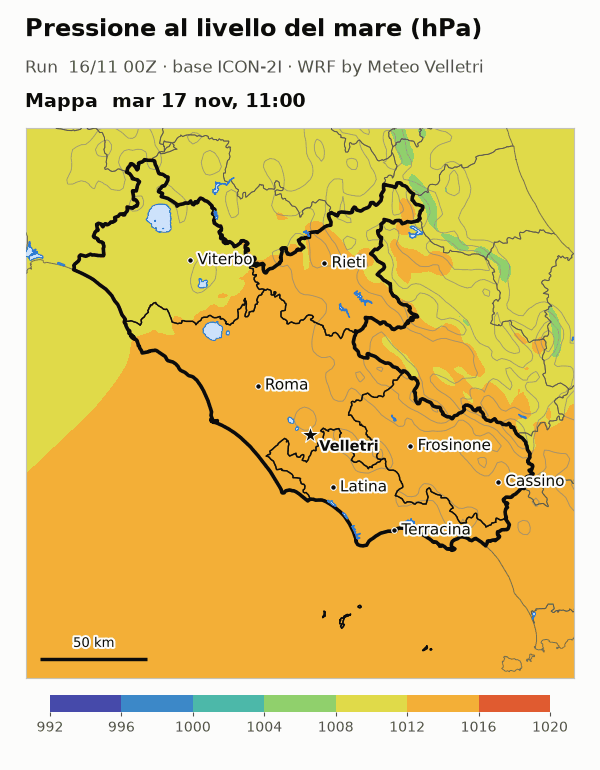 Pressione al livello del mare (hPa)
Run  16/11 00Z · base ICON-2I · WRF by Meteo Velletri
Mappa  mar 17 nov, 11:00
Viterbo
Rieti
Roma
Velletri
Frosinone
Cassino
Latina
Terracina
50 km
992 996 1000 1004 1008 1012 1016 1020